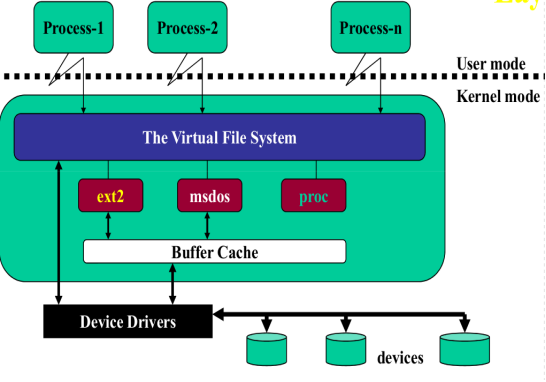 Process-1
Process-2
Process-n
User mode
Kernel mode
The Virtual File System
ext2
msdos
proc
Buffer Cache
Device Drivers
devices